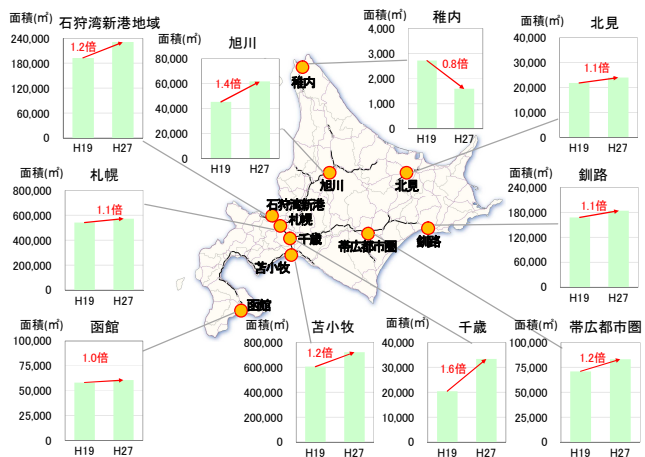 面積(㎡)
石狩湾新港地域
240,000
180,000
120,000
60,000
0
1.2倍
H19
H27
面積(㎡)
旭川
80,000
60,000
40,000
20,000
0
1.4倍
H19
H27
面積(㎡)
稚内
4,000
3,000
2,000
1,000
0
0.8倍
H19
H27
面積(㎡)
北見
40,000
30,000
20,000
10,000
0
1.1倍
H19
H27
面積(㎡)
札幌
800,000
600,000
400,000
200,000
0
1.1倍
H19
H27
稚内
旭川
北見
石狩湾新港
札幌
千歳
帯広都市圏
釧路
苫小牧
函館
面積(㎡)
釧路
240,000
180,000
120,000
60,000
0
1.1倍
H19
H27
面積(㎡)
函館
100,000
75,000
50,000
25,000
0
1.0倍
H19
H27
面積(㎡)
苫小牧
800,000
600,000
400,000
200,000
0
1.2倍
H19
H27
面積(㎡)
千歳
40,000
30,000
20,000
10,000
0
1.6倍
H19
H27
面積(㎡)
帯広都市圏
100,000
75,000
50,000
25,000
0
1.2倍
H19
H27